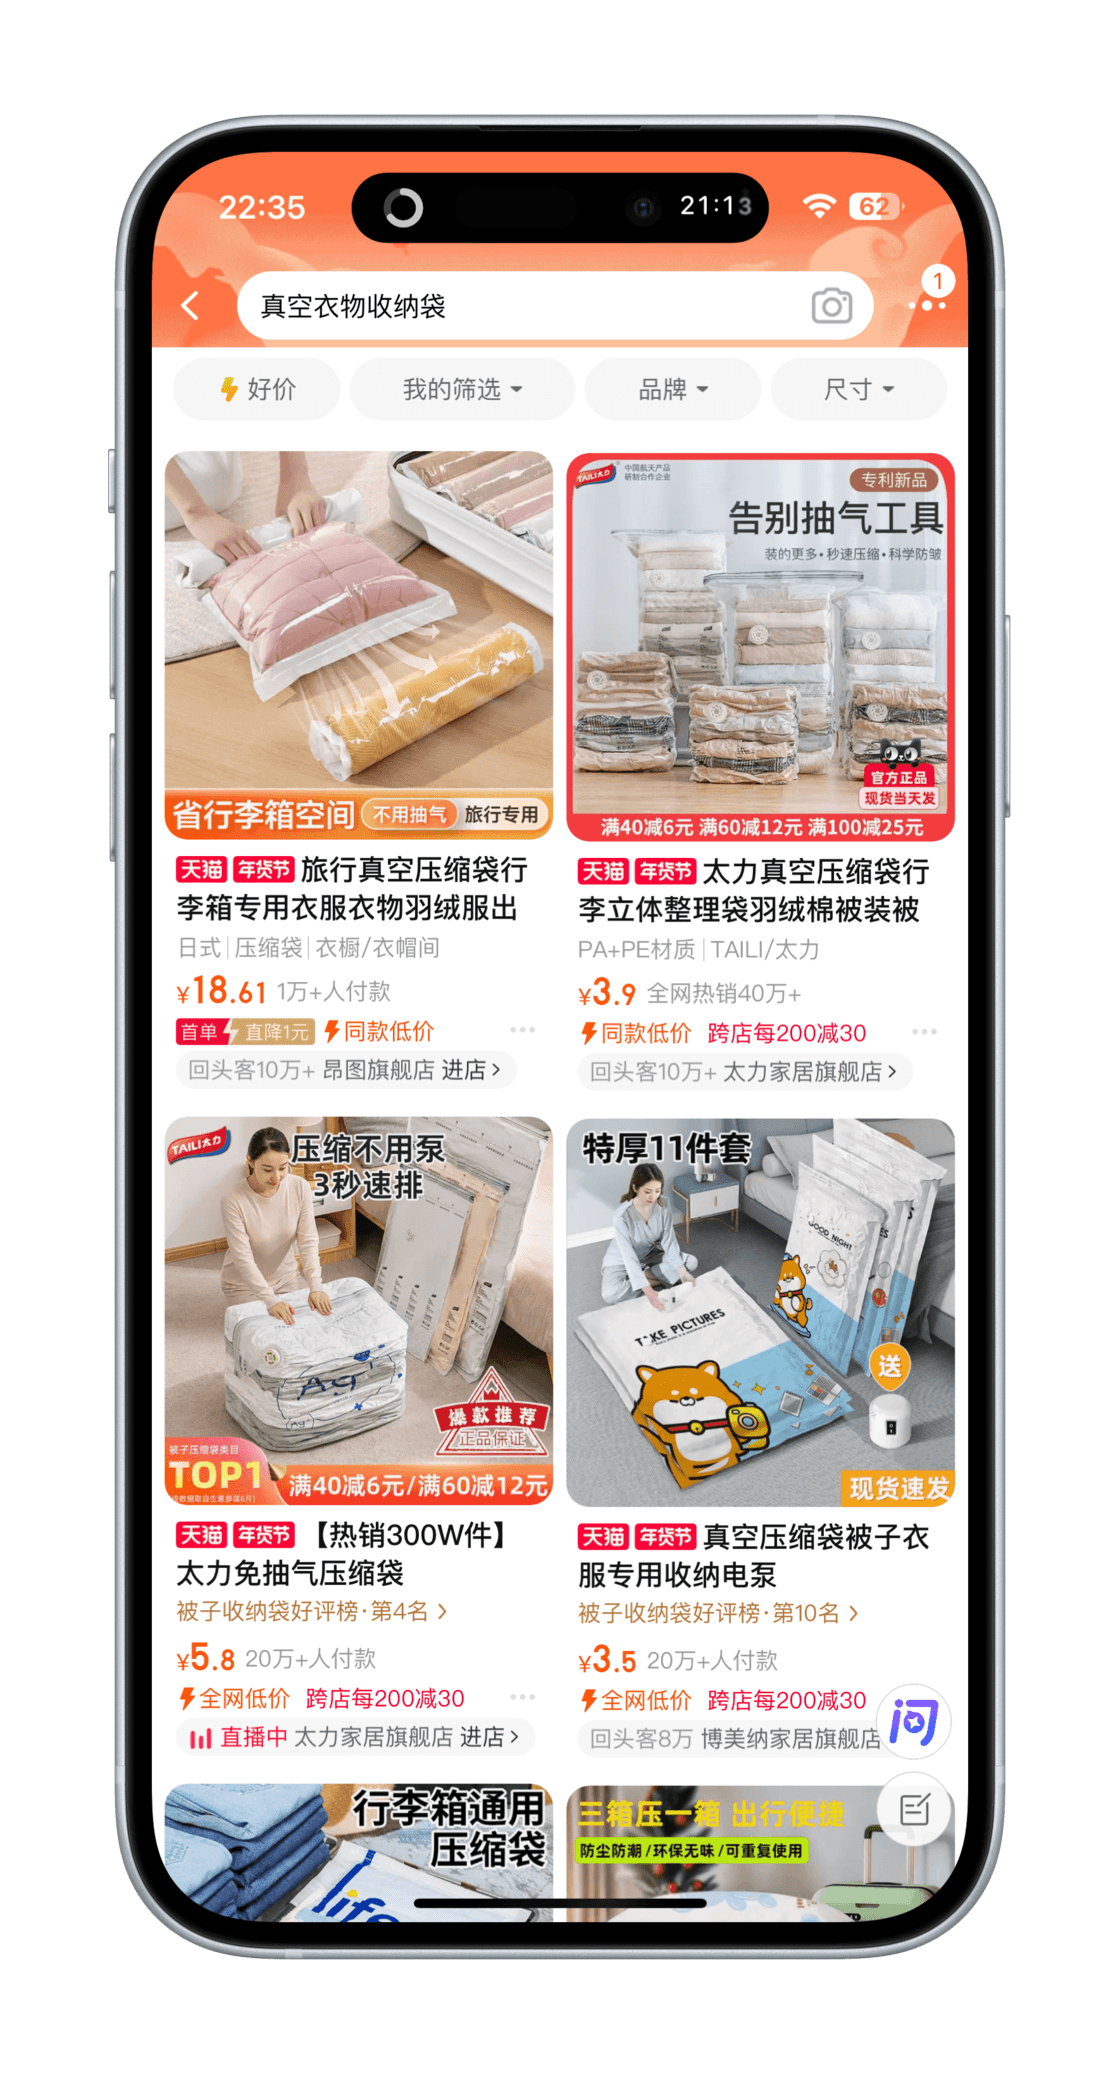 22:35
21:13
62
真空衣物收纳袋
1
好价
我的筛选
品牌
尺寸
省行李箱空间 不用抽气 旅行专用
天猫 年货节 旅行真空压缩袋行
李箱专用衣服衣物羽绒服出
日式|压缩袋|衣橱/衣帽间
¥18.61 1万+人付款
首单 直降1元 同款低价
回头客10万+ 昂图旗舰店 进店>
TAILI太力
中国航天产品
研制合作企业
专利新品
告别抽气工具
装的更多·秒速压缩·科学防皱
官方正品
现货当天发
满40减6元 满60减12元 满100减25元
天猫 年货节 太力真空压缩袋行
李立体整理袋羽绒棉被装被
PA+PE材质|TAILI/太力
¥3.9 全网热销40万+
同款低价 跨店每200减30
回头客10万+ 太力家居旗舰店>
TAILI太力
压缩不用泵
3秒速排
Ag
爆款推荐
正品保证
被子压缩袋类目
TOP1
满40减6元/满60减12元
天猫 年货节 【热销300W件】
太力免抽气压缩袋
被子收纳袋好评榜·第4名 >
¥5.8 20万+人付款
全网低价 跨店每200减30
直播中 太力家居旗舰店 进店>
特厚11件套
GOOD NIGHT
TAKE PICTURES
送
现货速发
天猫 年货节 真空压缩袋被子衣
服专用收纳电泵
被子收纳袋好评榜·第10名 >
¥3.5 20万+人付款
全网低价 跨店每200减30
回头客8万 博美纳家居旗舰店
问
行李箱通用
压缩袋
life
三箱压一箱 出行便捷
防尘防潮/环保无味/可重复使用